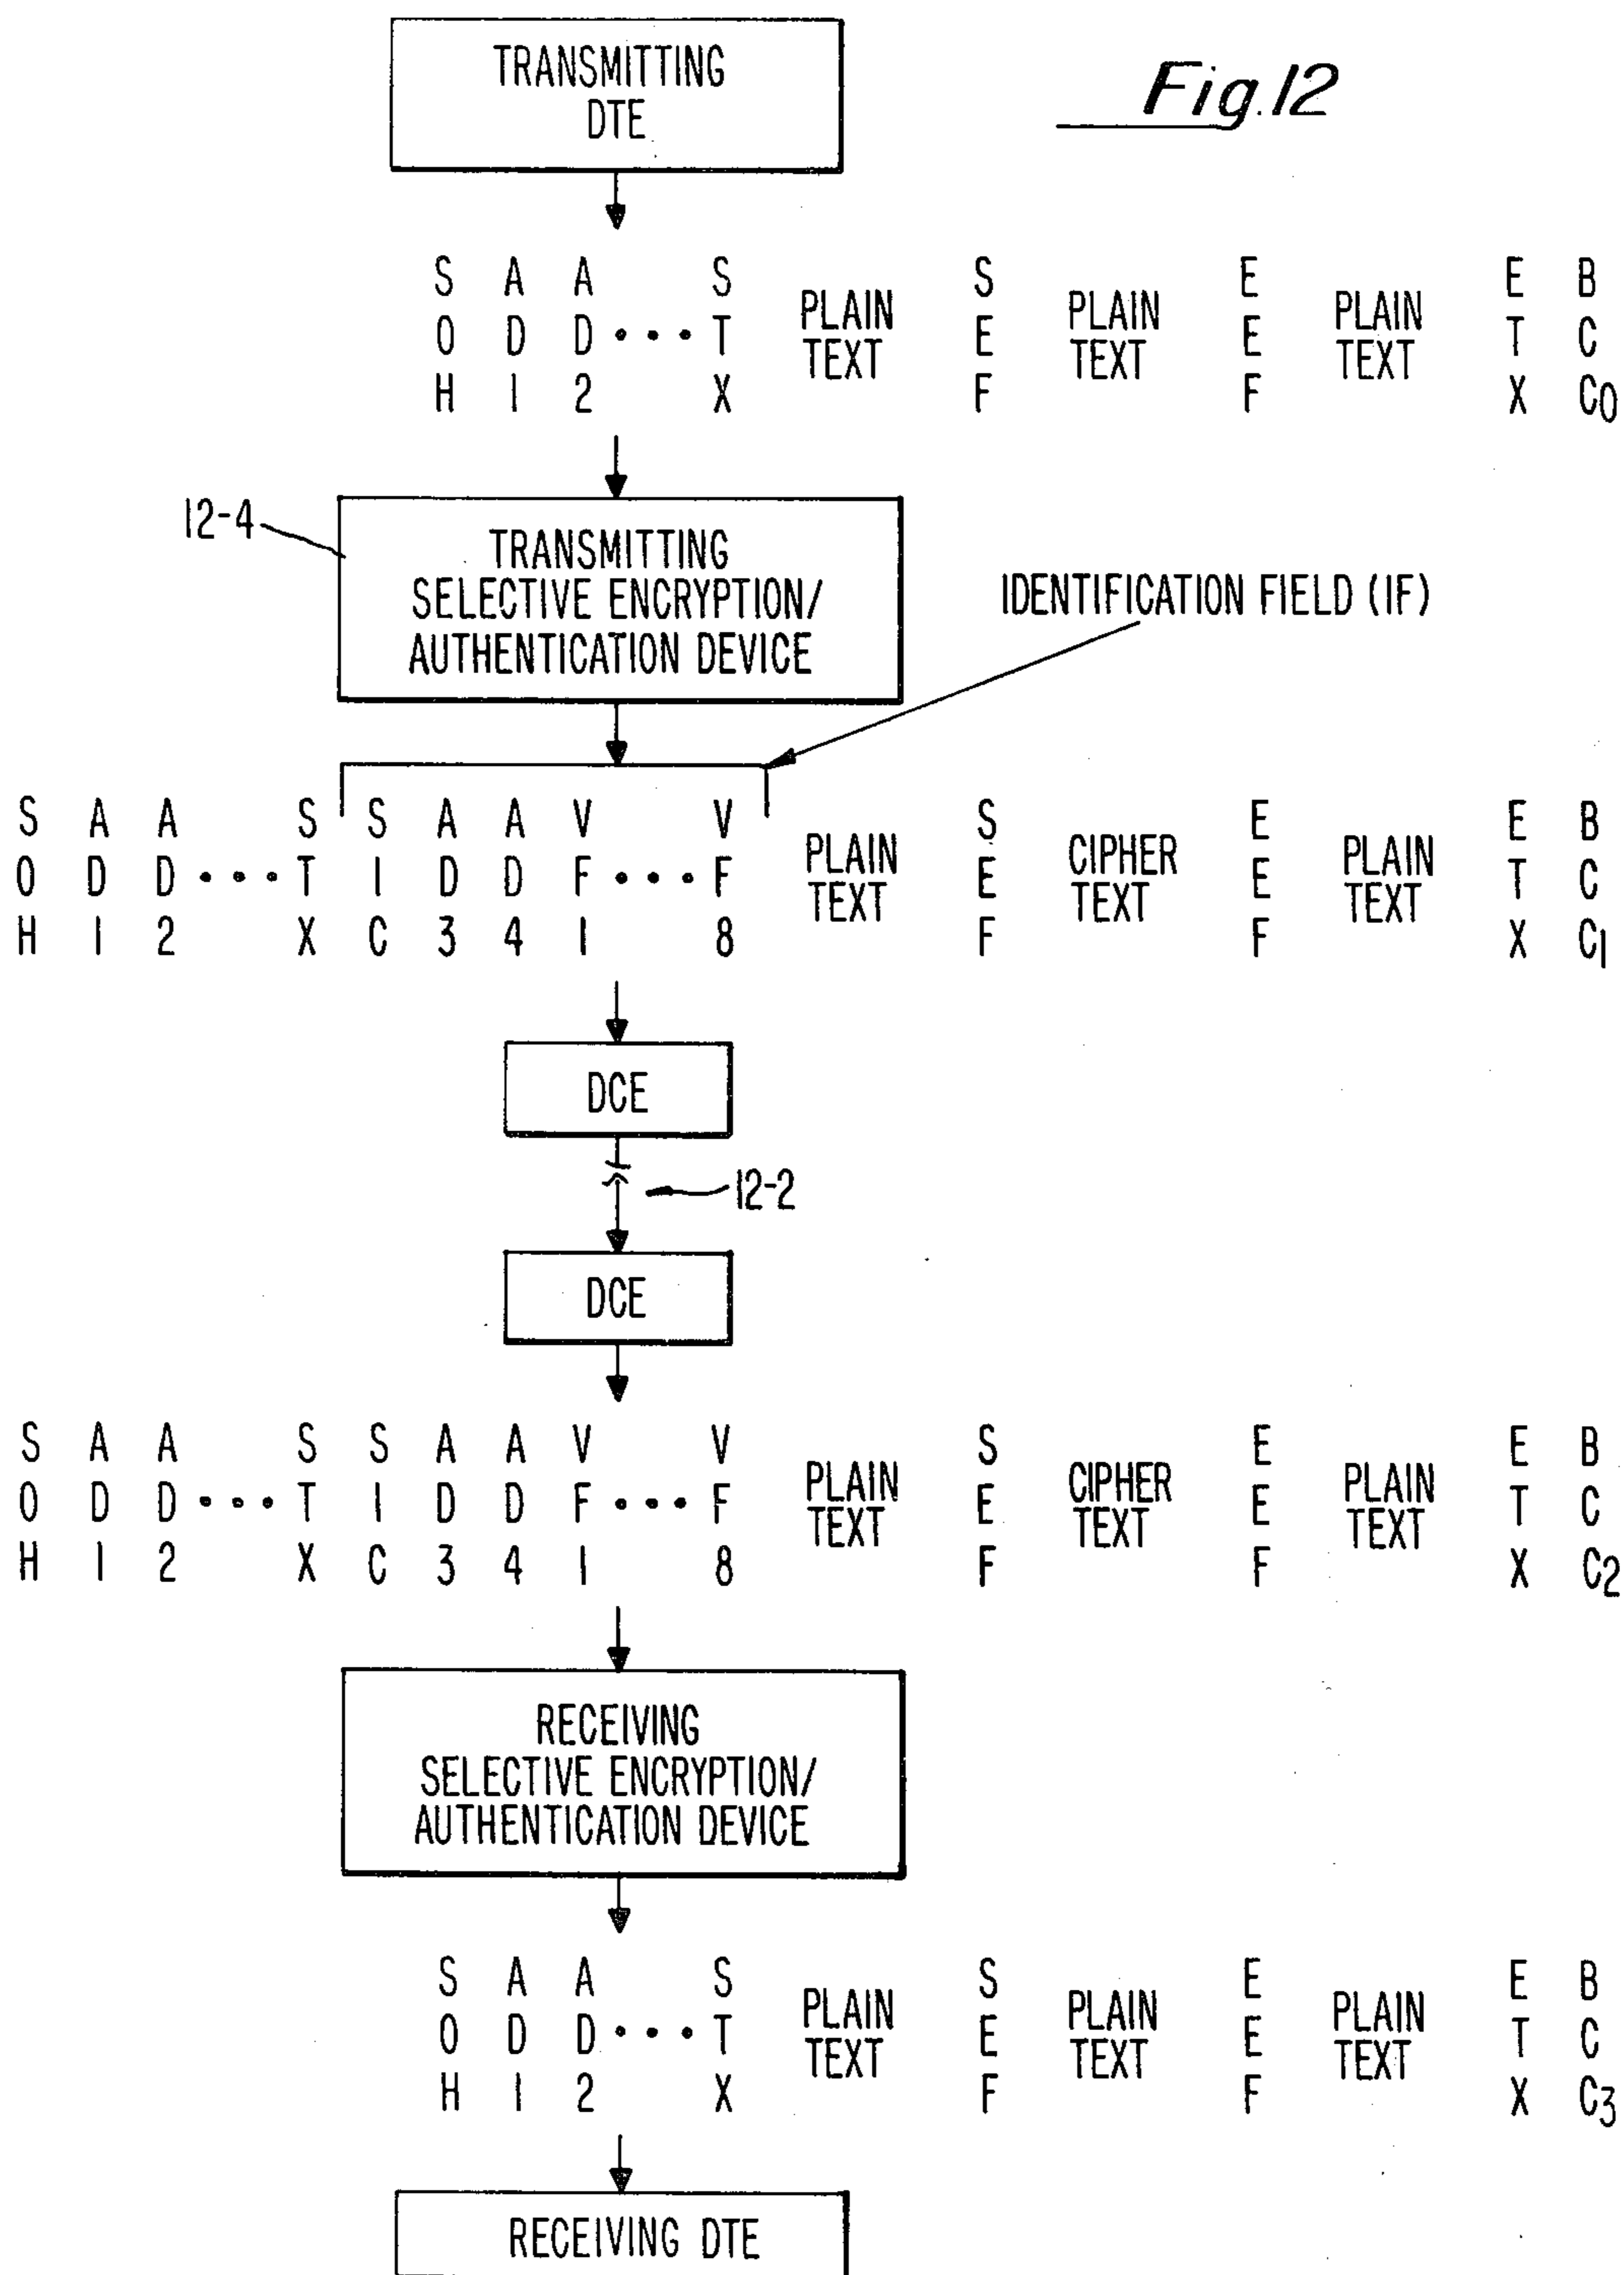 TRANSMITTING
DTE
Fig.12
S A A S S E E B
O D D • • • T PLAIN TEXT E PLAIN TEXT E PLAIN TEXT T C
H 1 2 X F F X C0
12-4
TRANSMITTING
SELECTIVE ENCRYPTION/
AUTHENTICATION DEVICE
IDENTIFICATION FIELD (IF)
S A A S S A A V V S E E B
O D D • • • T I D D F • • • F PLAIN TEXT E CIPHER TEXT E PLAIN TEXT T C
H 1 2 X C 3 4 1 8 F F X C1
DCE
12-2
DCE
S A A S S A A V V S E E B
O D D • • • T I D D F • • • F PLAIN TEXT E CIPHER TEXT E PLAIN TEXT T C
H 1 2 X C 3 4 1 8 F F X C2
RECEIVING
SELECTIVE ENCRYPTION/
AUTHENTICATION DEVICE
S A A S S E E B
O D D • • • T PLAIN TEXT E PLAIN TEXT E PLAIN TEXT T C
H 1 2 X F F X C3
RECEIVING DTE